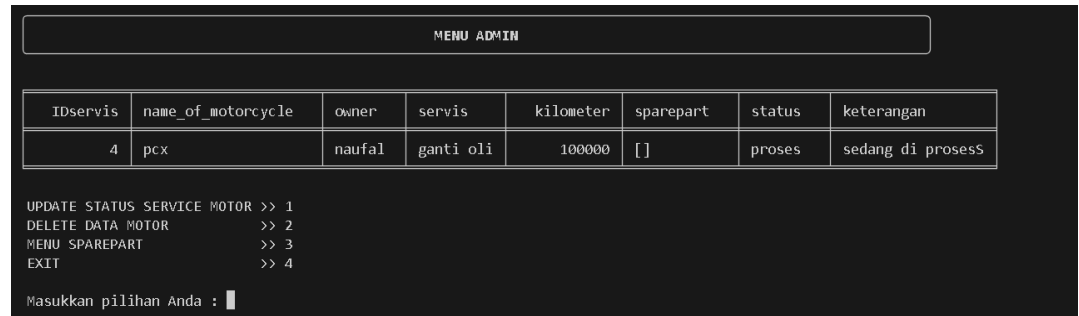 MENU ADMIN
IDservis name_of_motorcycle owner servis kilometer sparepart status keterangan
4 pcx naufal ganti oli 100000 [] proses sedang di prosesS
UPDATE STATUS SERVICE MOTOR >> 1
DELETE DATA MOTOR >> 2
MENU SPAREPART >> 3
EXIT >> 4
Masukkan pilihan Anda :